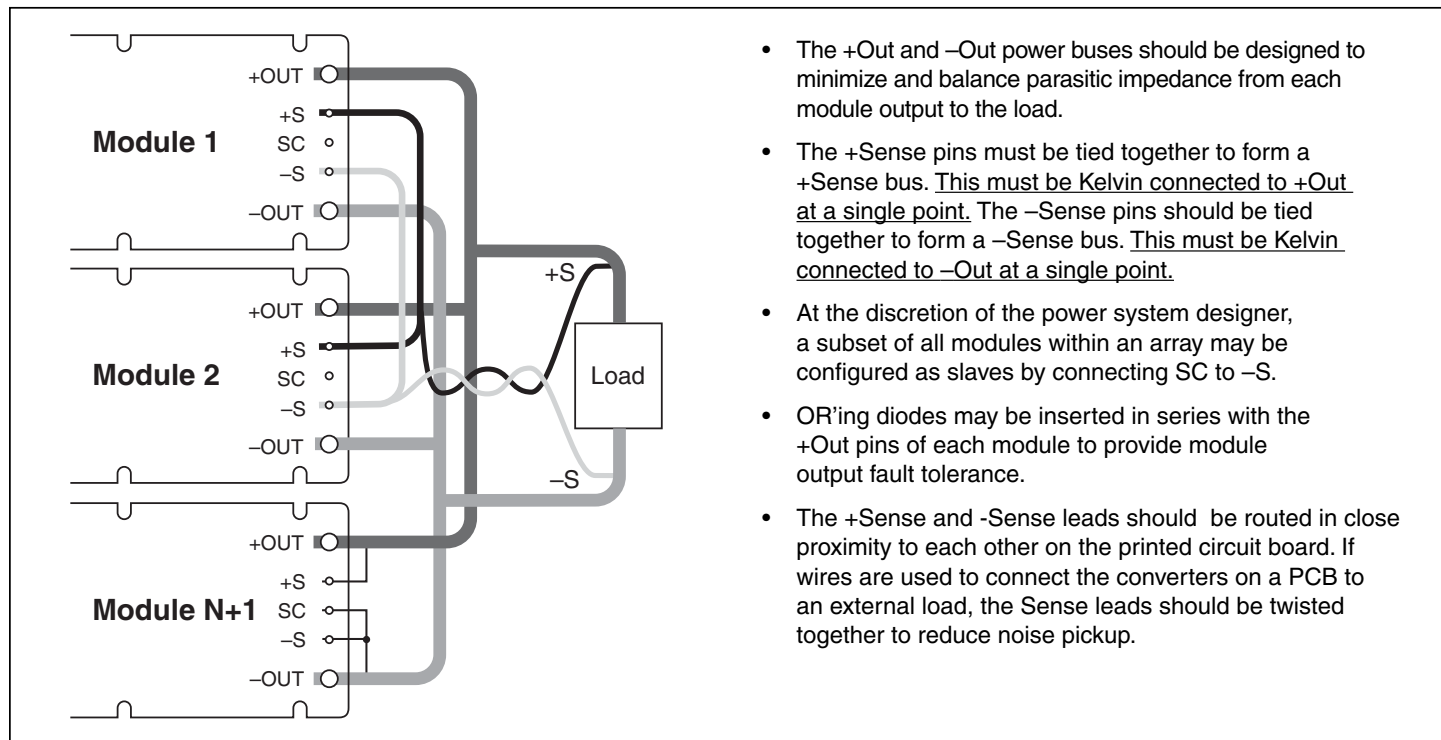 +OUT
+S
Module 1
SC
–S
–OUT
+OUT
+S
Module 2
SC
–S
–OUT
+OUT
+S
Module N+1
SC
–S
–OUT
+S
Load
–S
• The +Out and –Out power buses should be designed to
minimize and balance parasitic impedance from each
module output to the load.
• The +Sense pins must be tied together to form a
+Sense bus. This must be Kelvin connected to +Out
at a single point. The –Sense pins should be tied
together to form a –Sense bus. This must be Kelvin
connected to –Out at a single point.
• At the discretion of the power system designer,
a subset of all modules within an array may be
configured as slaves by connecting SC to –S.
• OR'ing diodes may be inserted in series with the
+Out pins of each module to provide module
output fault tolerance.
• The +Sense and -Sense leads should be routed in close
proximity to each other on the printed circuit board. If
wires are used to connect the converters on a PCB to
an external load, the Sense leads should be twisted
together to reduce noise pickup.